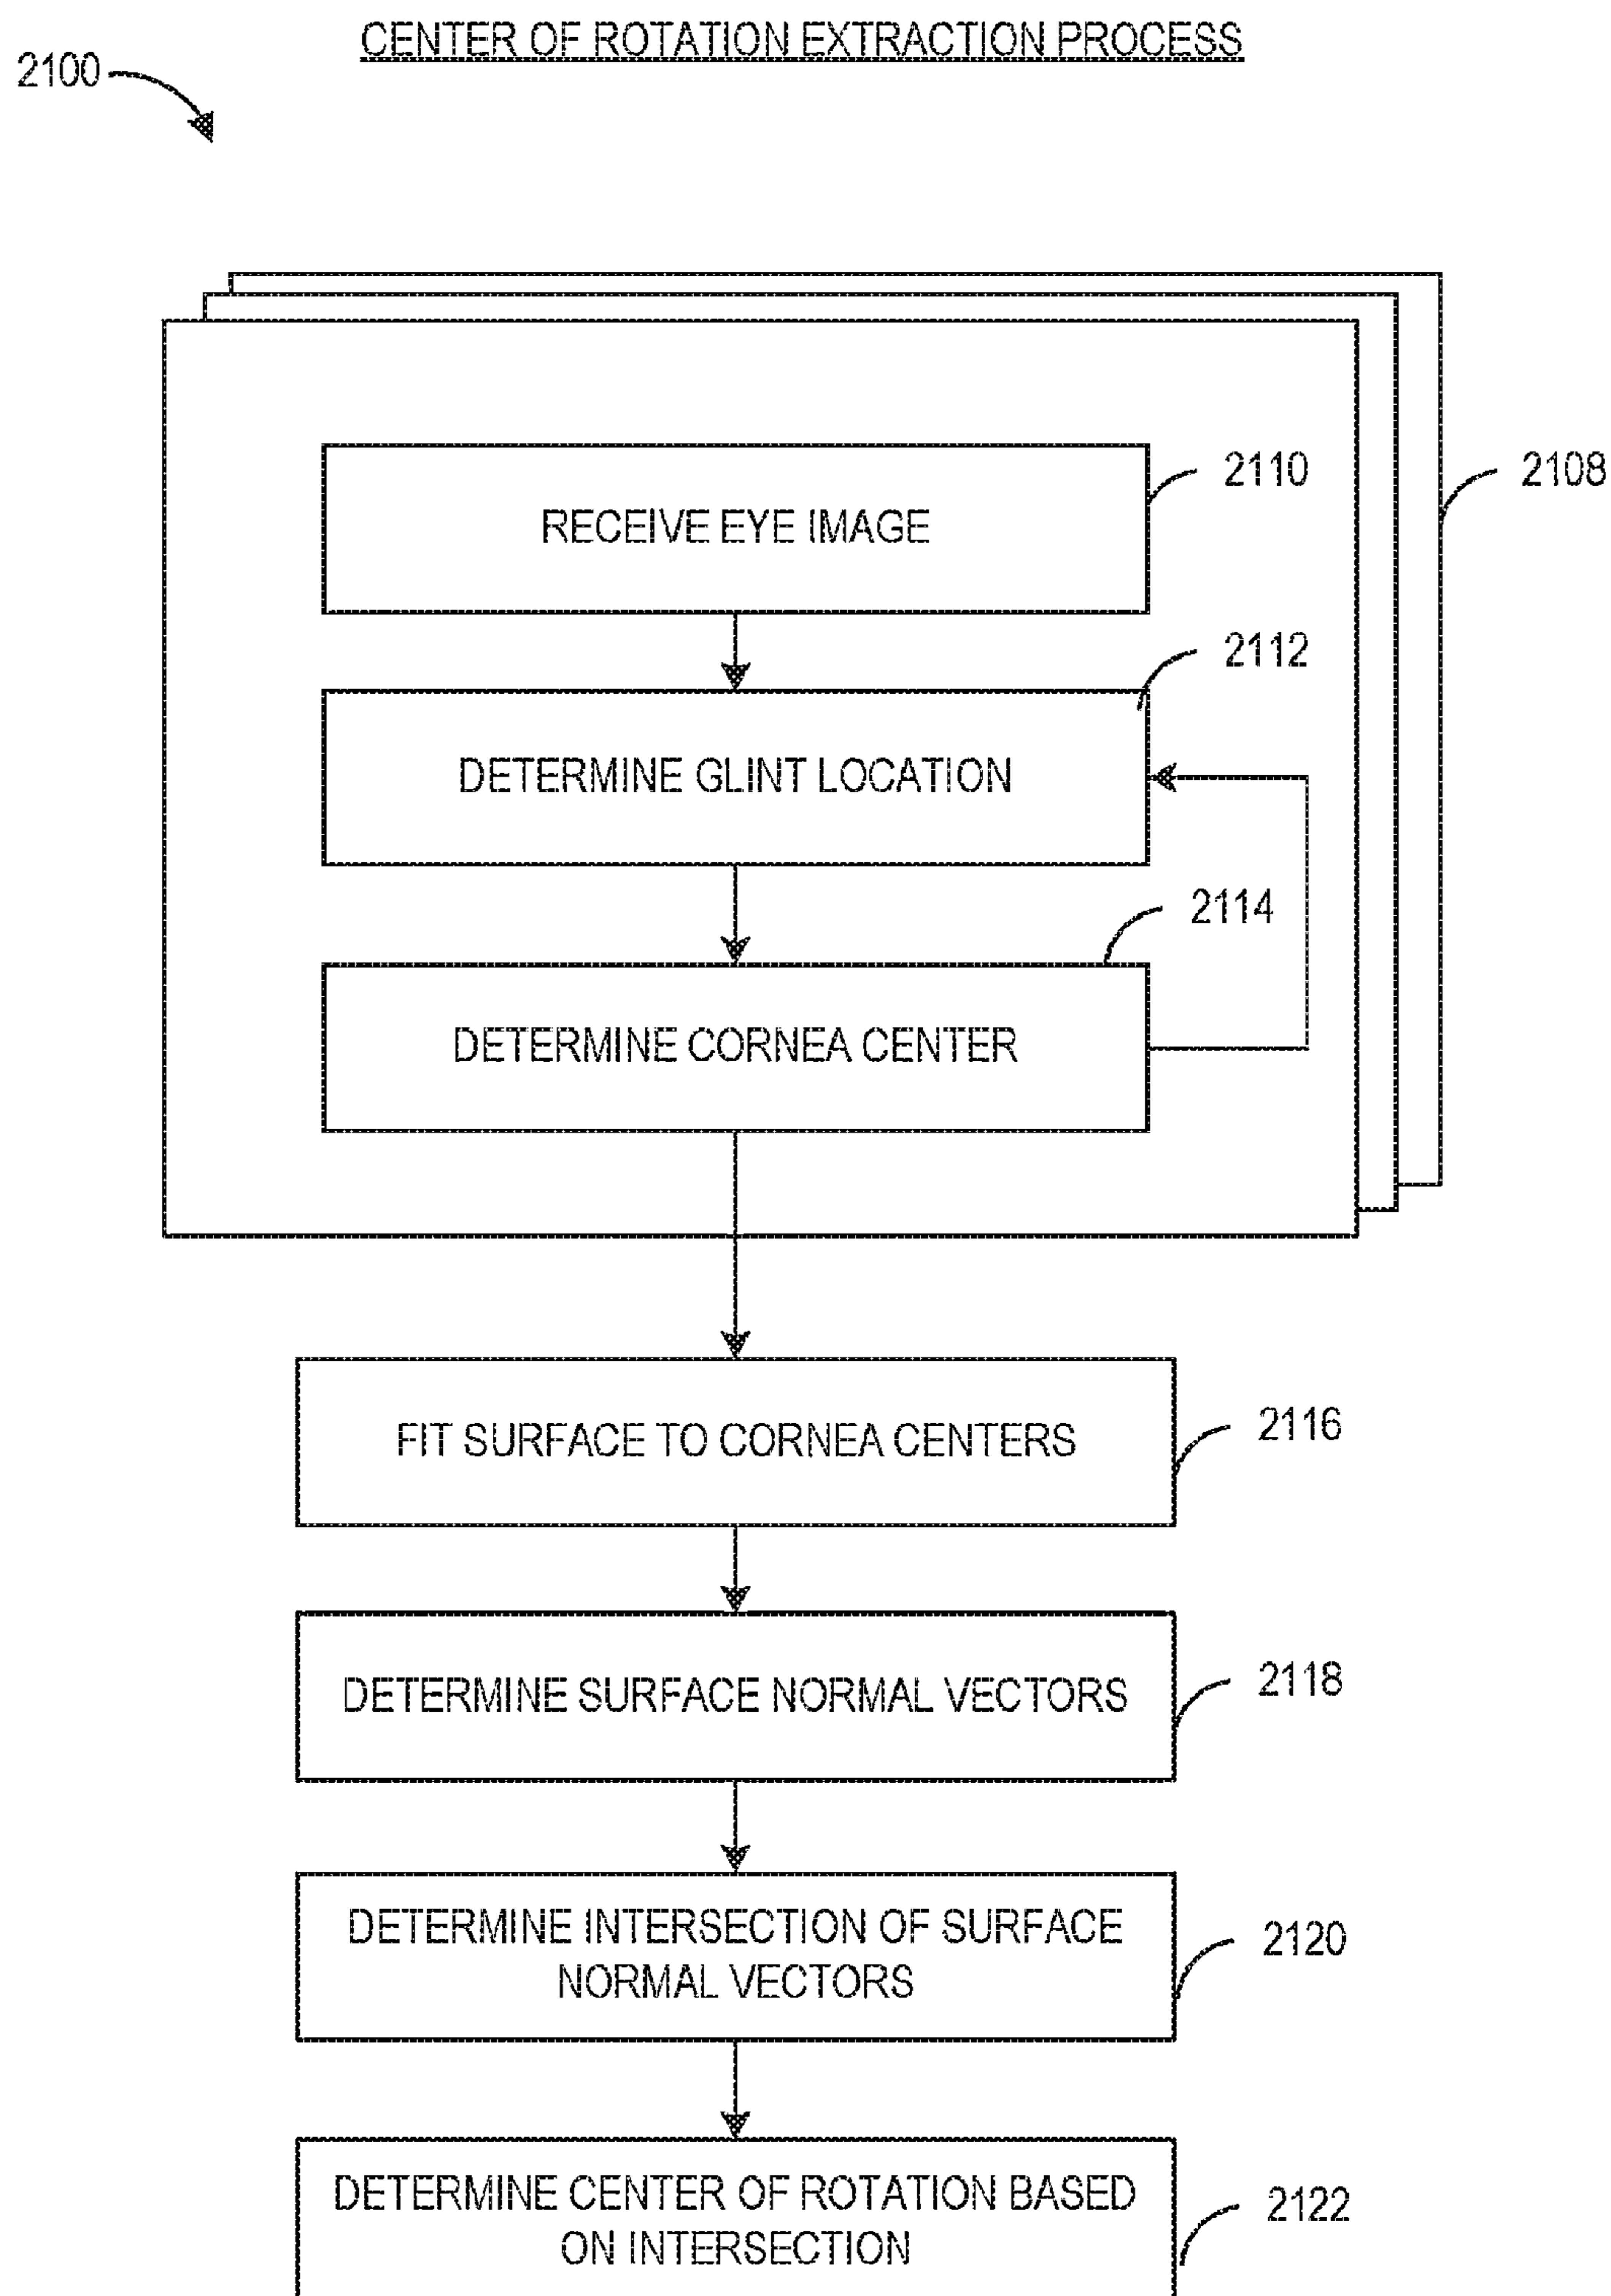 CENTER OF ROTATION EXTRACTION PROCESS
2100
2108
RECEIVE EYE IMAGE
2110
DETERMINE GLINT LOCATION
2112
DETERMINE CORNEA CENTER
2114
FIT SURFACE TO CORNEA CENTERS
2116
DETERMINE SURFACE NORMAL VECTORS
2118
DETERMINE INTERSECTION OF SURFACE
NORMAL VECTORS
2120
DETERMINE CENTER OF ROTATION BASED
ON INTERSECTION
2122